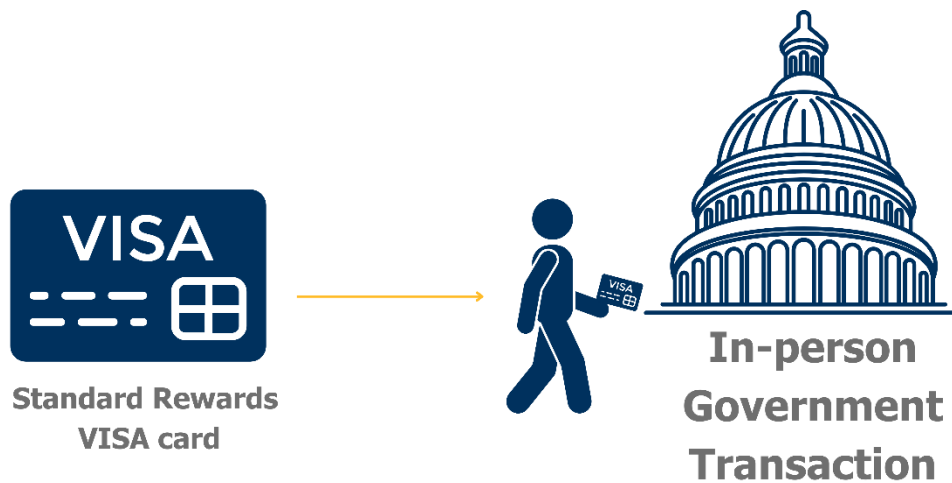 VISA
Standard Rewards
VISA card
VISA
In-person
Government
Transaction